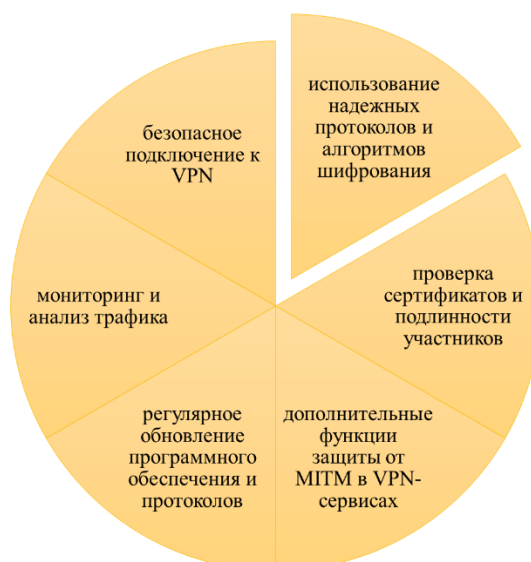 использование
надежных
протоколов и
алгоритмов
шифрования
проверка
сертификатов и
подлинности
участников
дополнительные
функции
защиты от
MITM в VPN-
сервисах
регулярное
обновление
программного
обеспечения и
протоколов
мониторинг и
анализ трафика
безопасное
подключение к
VPN